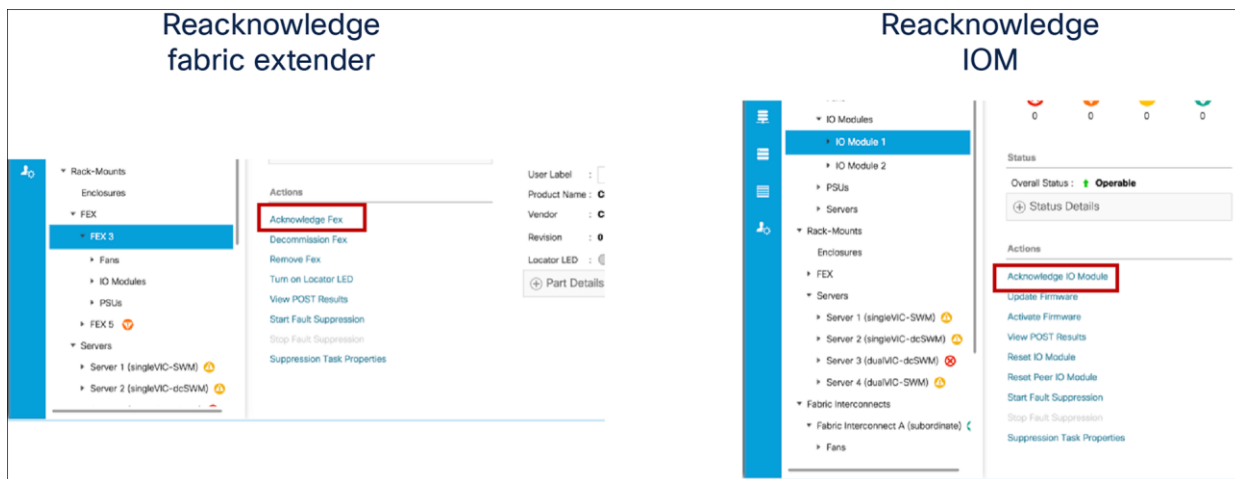 Reacknowledge
fabric extender
Rack-Mounts
Enclosures
FEX
FEX 3
Fans
IO Modules
PSUs
FEX 5
Servers
Server 1 (singleVIC-SWM)
Server 2 (singleVIC-dcSWM)
Actions
Acknowledge Fex
Decommission Fex
Remove Fex
Turn on Locator LED
View POST Results
Start Fault Suppression
Stop Fault Suppression
Suppression Task Properties
User Label :
Product Name : C
Vendor : C
Revision : 0
Locator LED :
Part Details
Reacknowledge
IOM
IO Modules
IO Module 1
IO Module 2
PSUs
Servers
Rack-Mounts
Enclosures
FEX
Servers
Server 1 (singleVIC-SWM)
Server 2 (singleVIC-dcSWM)
Server 3 (dualVIC-dcSWM)
Server 4 (dualVIC-SWM)
Fabric Interconnects
Fabric Interconnect A (subordinate)
Fans
0 0 0 0
Status
Overall Status : Operable
Status Details
Actions
Acknowledge IO Module
Update Firmware
Activate Firmware
View POST Results
Reset IO Module
Reset Peer IO Module
Start Fault Suppression
Stop Fault Suppression
Suppression Task Properties